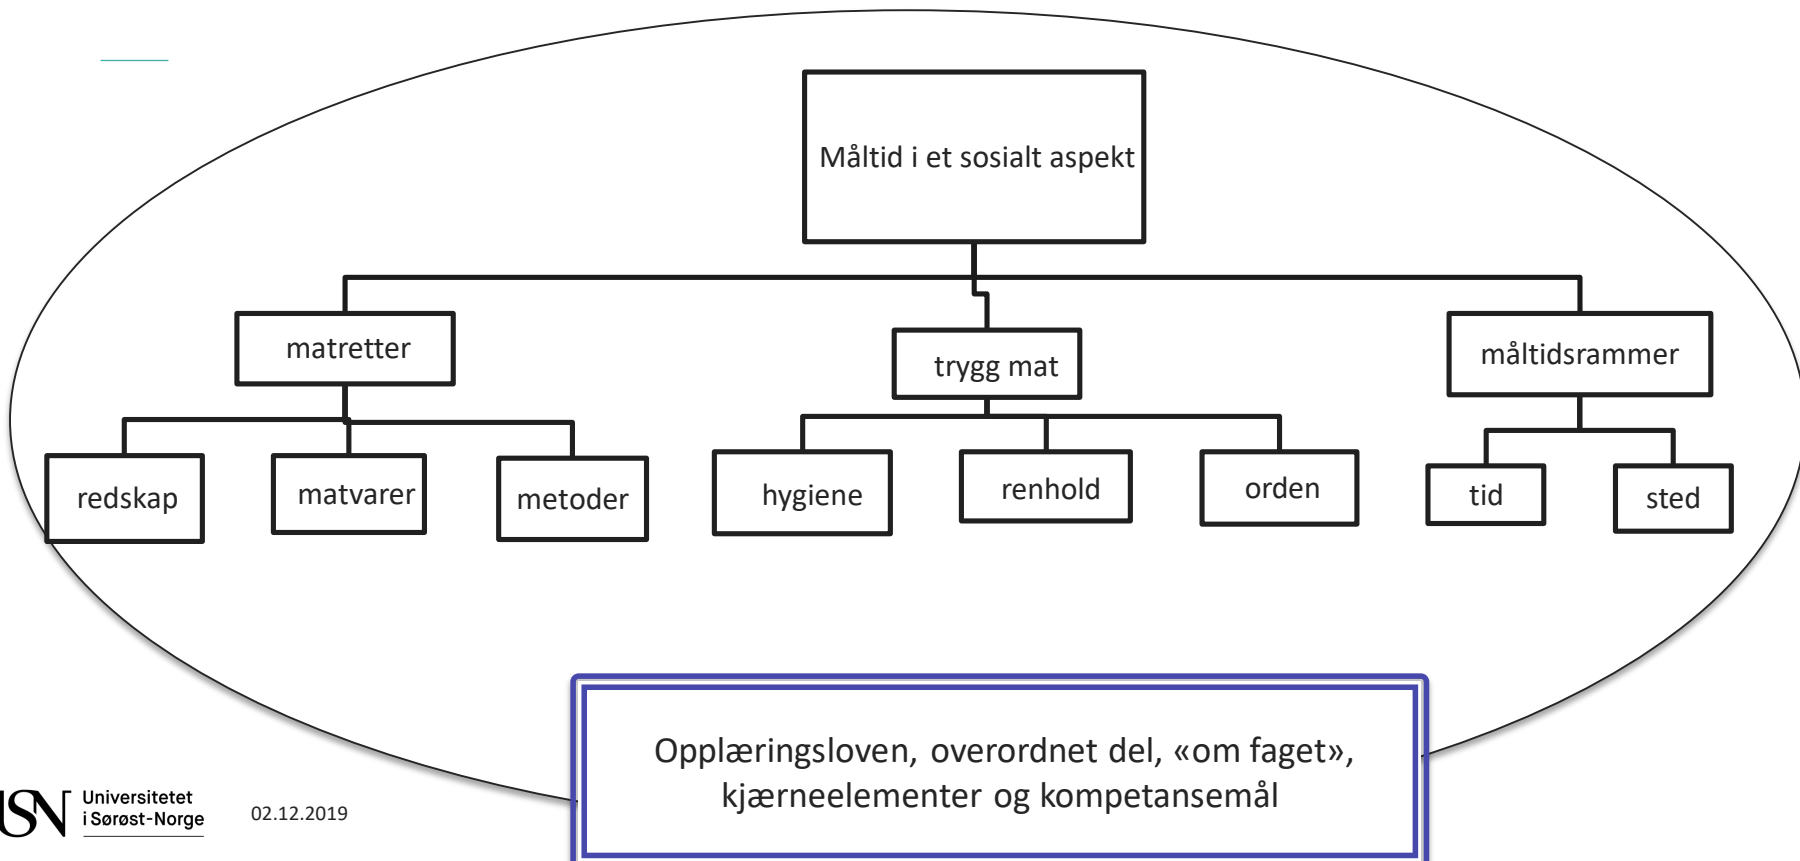 Måltid i et sosialt aspekt
matretter
trygg mat
måltidsrammer
redskap
matvarer
metoder
hygiene
renhold
orden
tid
sted
Opplæringsloven, overordnet del, «om faget»,
kjærneelementer og kompetansemål
USN
Universitetet
i Sørøst-Norge
02.12.2019